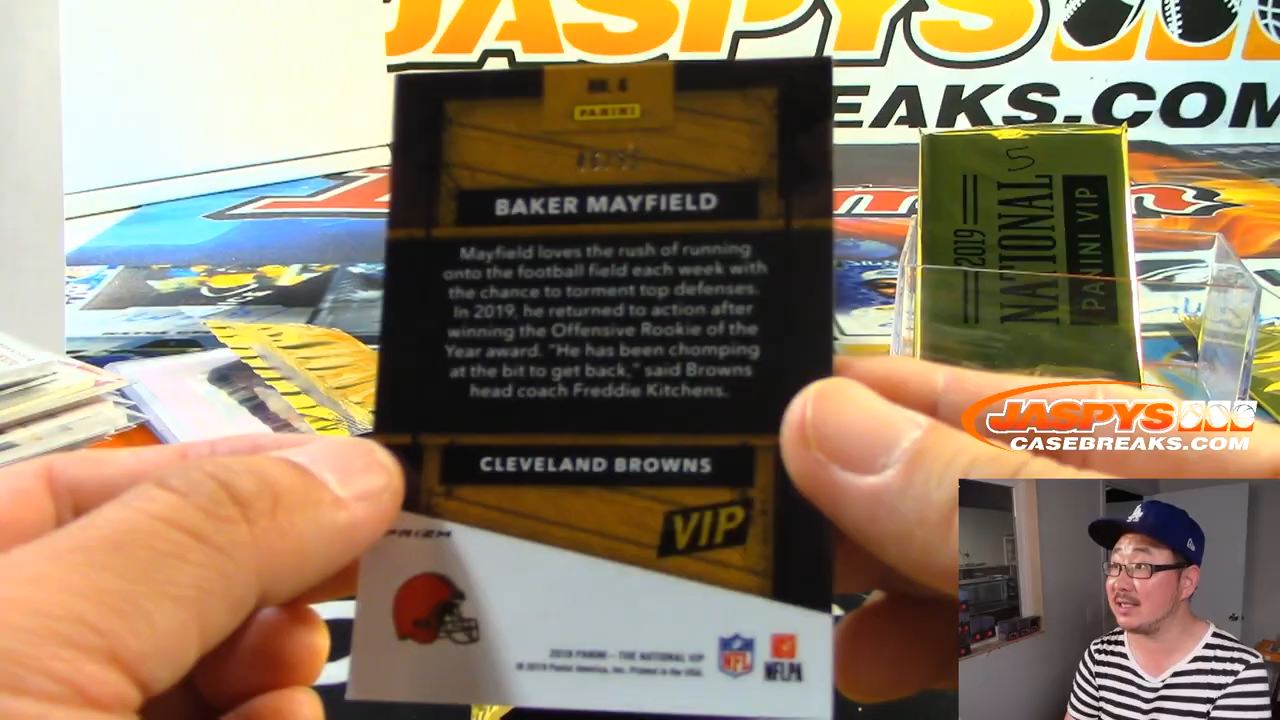 JASPYS
EAKS.COM
NO. 4
PANINI
BAKER MAYFIELD
Mayfield loves the rush of running
onto the football field each week with
the chance to torment top defenses.
In 2019, he returned to action after
winning the Offensive Rookie of the
Year award. "He has been chomping
at the bit to get back," said Browns
head coach Freddie Kitchens.
CLEVELAND BROWNS
VIP
PRIZM
2019 PANINI – THE NATIONAL VIP
© 2019 Panini America, Inc. Printed in the USA.
NFL
NFLPA
2019
NATIONAL
PANINI VIP
5
JASPYS
CASEBREAKS.COM
LA